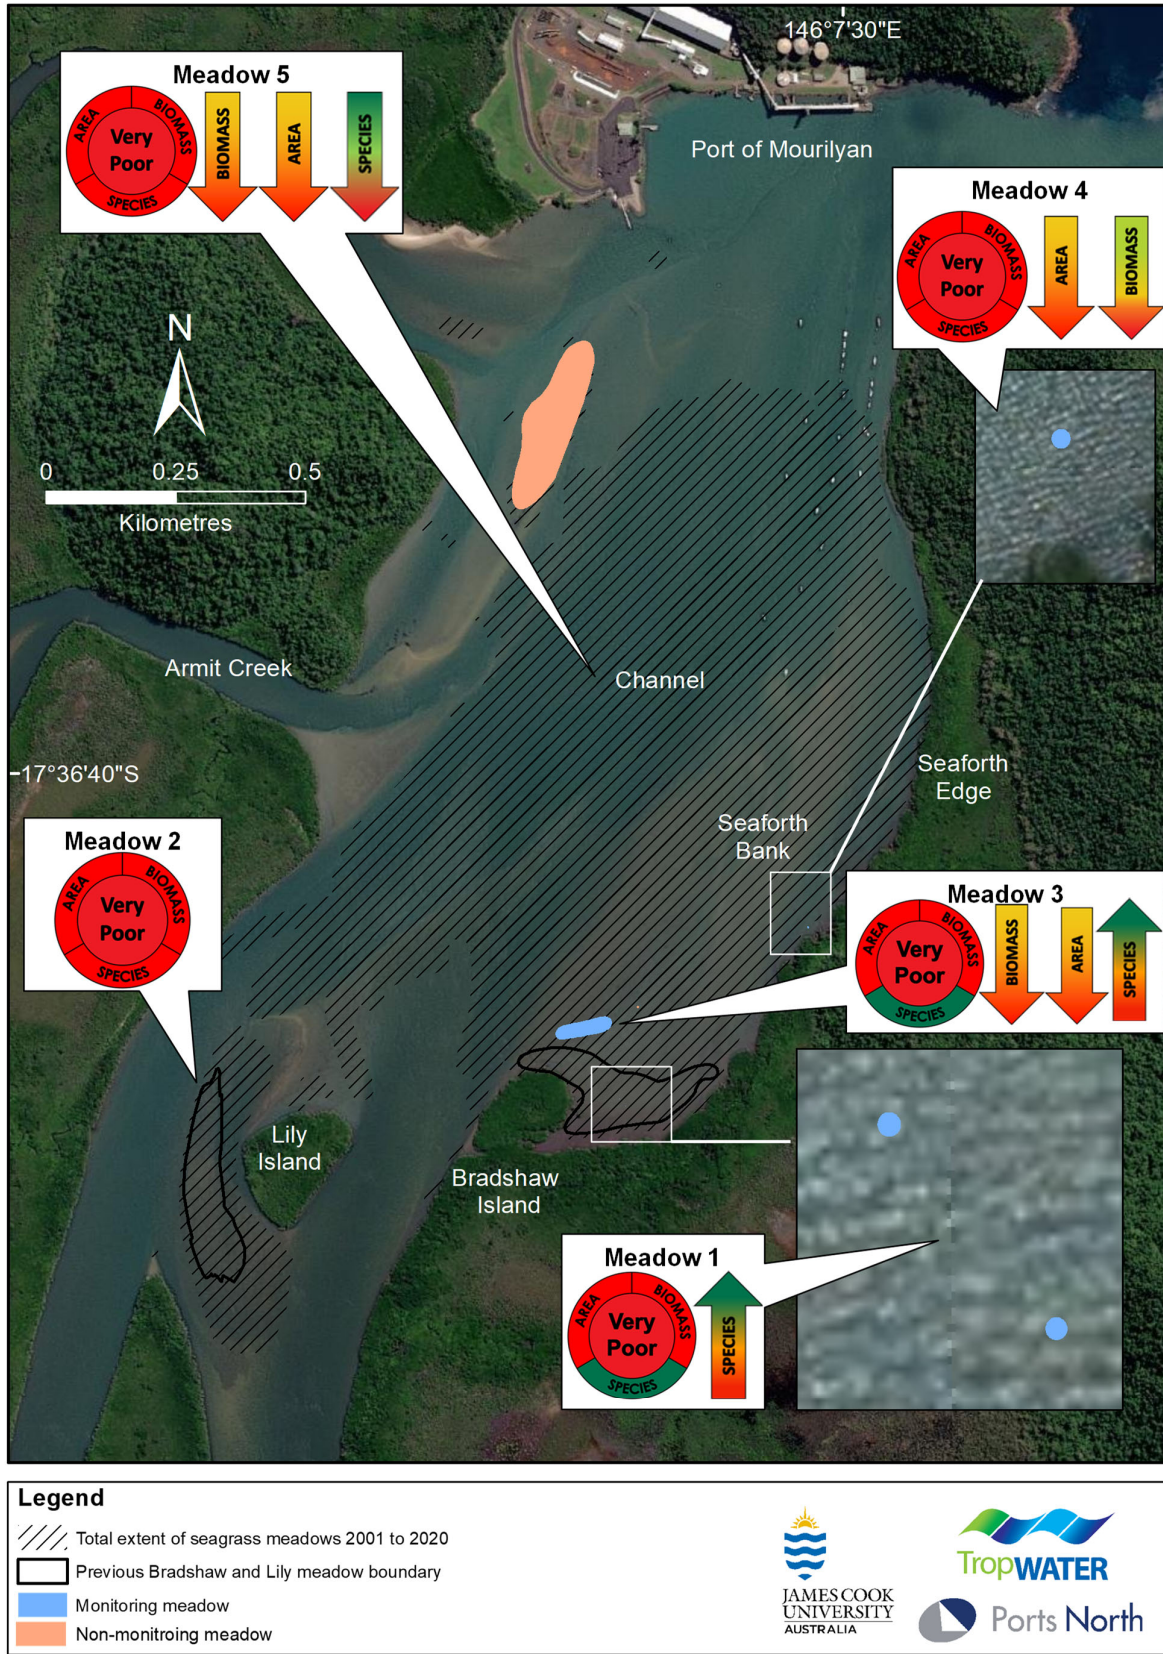 146°7'30"E
Meadow 5
AREA
BIOMASS
SPECIES
Very
Poor
BIOMASS
AREA
SPECIES
Port of Mourilyan
Meadow 4
AREA
BIOMASS
SPECIES
Very
Poor
AREA
BIOMASS
N
0 0.25 0.5
Kilometres
Armit Creek
Channel
17°36'40"S
Seaforth
Edge
Seaforth
Bank
Meadow 2
AREA
BIOMASS
SPECIES
Very
Poor
Meadow 3
AREA
BIOMASS
SPECIES
Very
Poor
BIOMASS
AREA
SPECIES
Lily
Island
Bradshaw
Island
Meadow 1
AREA
BIOMASS
SPECIES
Very
Poor
SPECIES
Legend
Total extent of seagrass meadows 2001 to 2020
Previous Bradshaw and Lily meadow boundary
Monitoring meadow
Non-monitroing meadow
JAMES COOK
UNIVERSITY
AUSTRALIA
TropWATER
Ports North